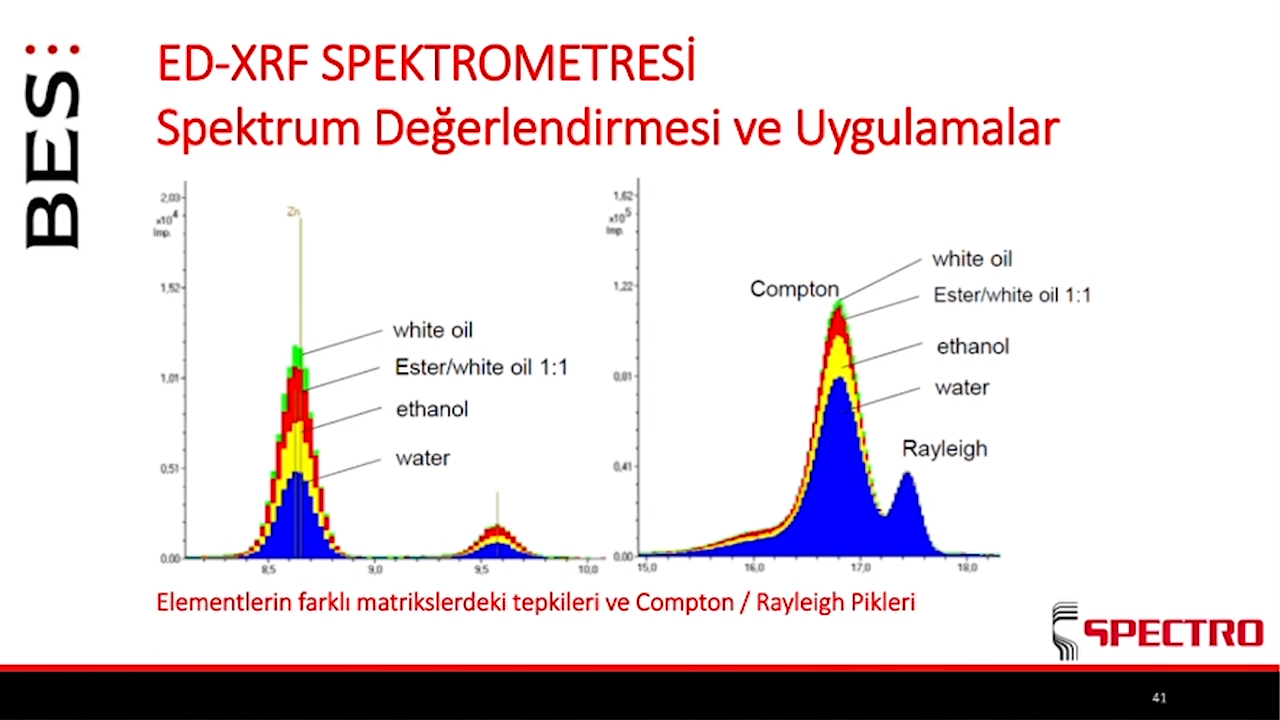 BES
ED-XRF SPEKTROMETRESİ
Spektrum Değerlendirmesi ve Uygulamalar
2,03
x10⁴
Imp.
Zn
1,52
1,01
0,51
0,00
8,5
9,0
9,5
10,0
white oil
Ester/white oil 1:1
ethanol
water
1,62
x10⁵
Imp.
1,22
0,81
0,41
0,00
15,0
16,0
17,0
18,0
Compton
white oil
Ester/white oil 1:1
ethanol
water
Rayleigh
Elementlerin farklı matrikslerdeki tepkileri ve Compton / Rayleigh Pikleri
SPECTRO
41